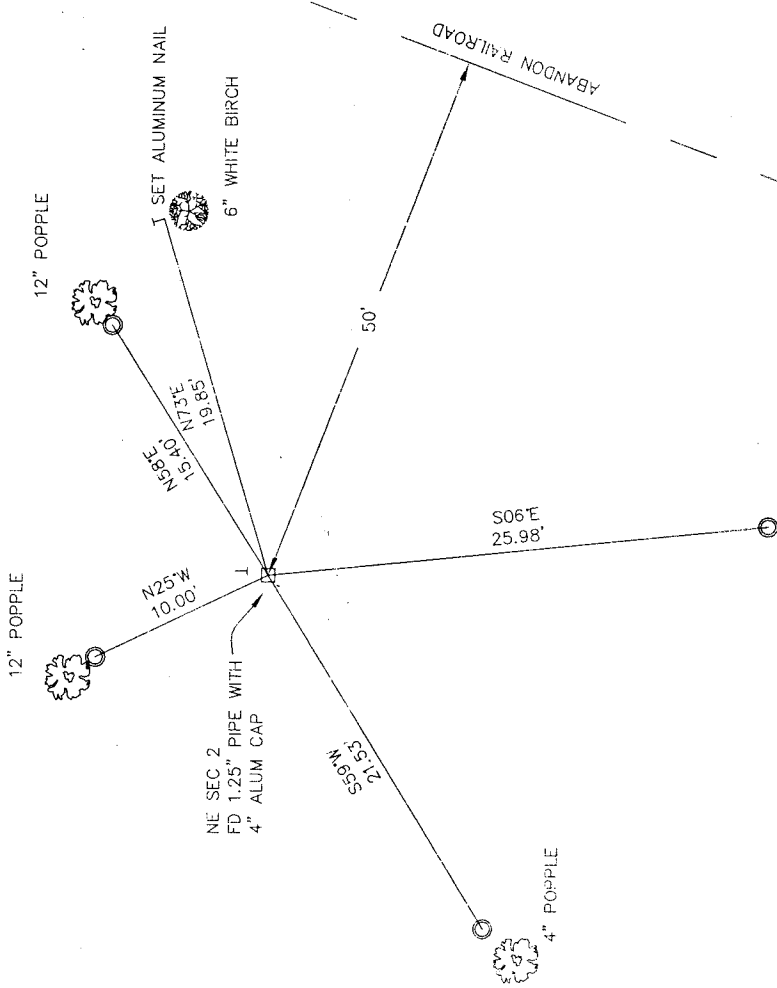 12" POPPLE
SET ALUMINUM NAIL
6" WHITE BIRCH
ABANDON RAILROAD
N58°E
15.40'
N73°E
19.85'
50'
12" POPPLE
N25°W
10.00'
NE SEC 2
FD 1.25" PIPE WITH
4" ALUM CAP
S06°E
25.98'
S59°W
21.53'
4" POPPLE